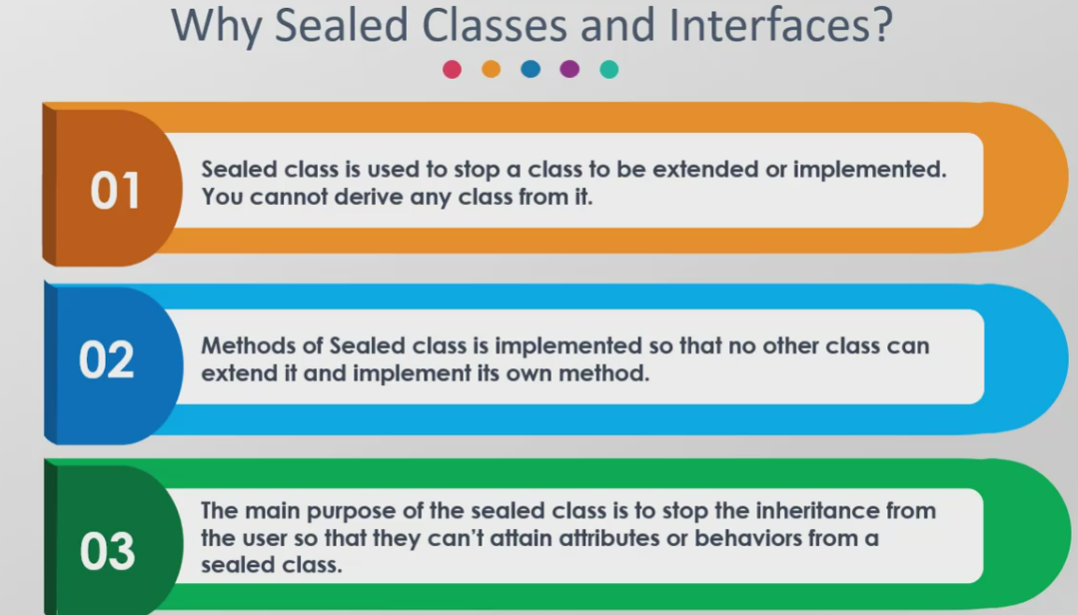 Why Sealed Classes and Interfaces?
01
Sealed class is used to stop a class to be extended or implemented.
You cannot derive any class from it.
02
Methods of Sealed class is implemented so that no other class can
extend it and implement its own method.
03
The main purpose of the sealed class is to stop the inheritance from
the user so that they can't attain attributes or behaviors from a
sealed class.